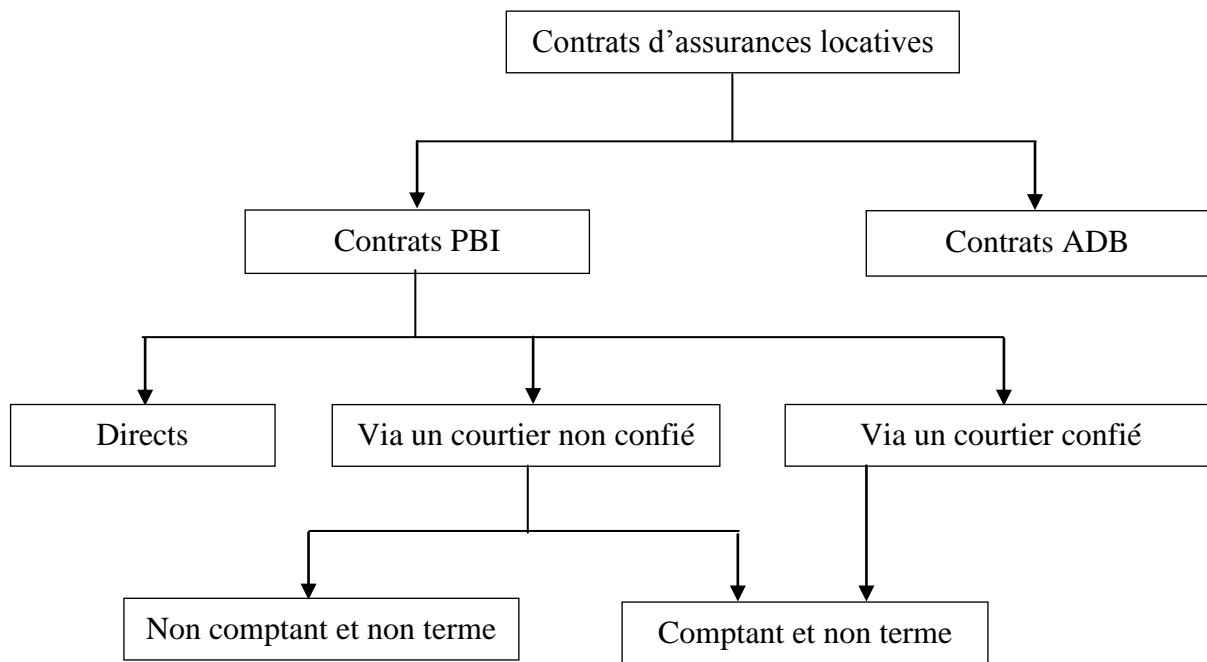 Contrats d’assurances locatives
Contrats PBI
Contrats ADB
Directs
Via un courtier non confié
Via un courtier confié
Non comptant et non terme
Comptant et non terme